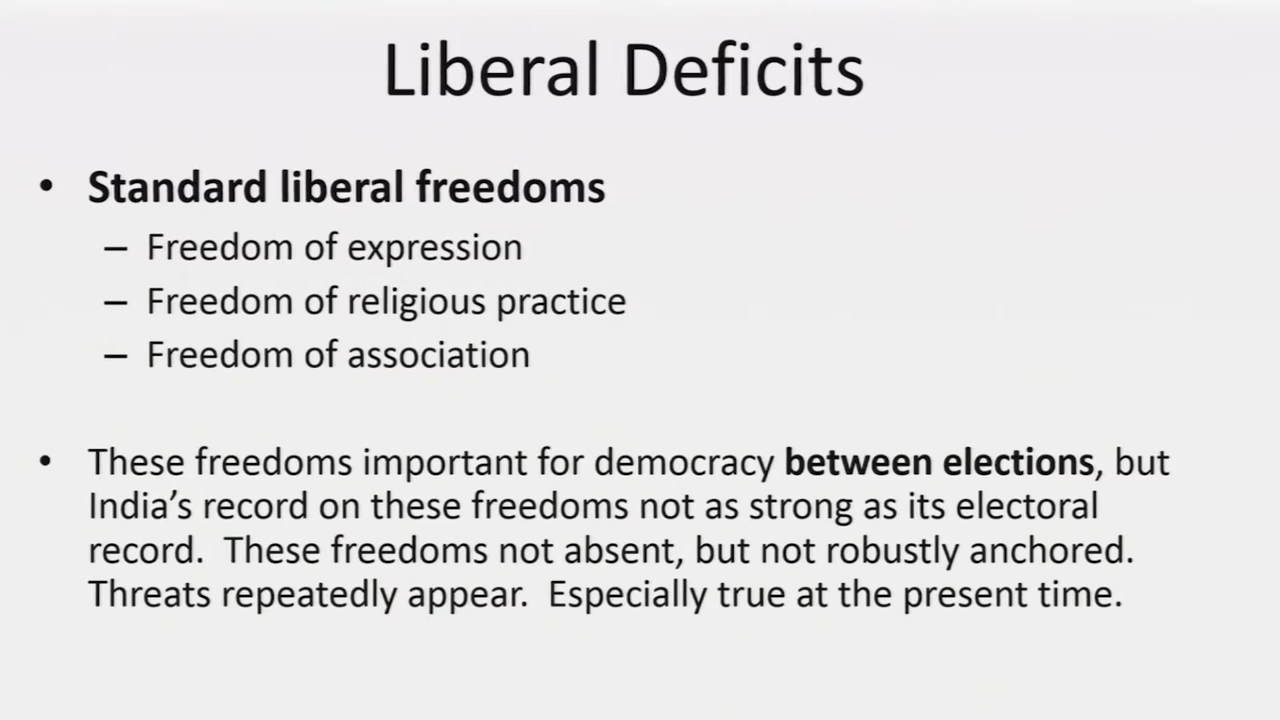 Liberal Deficits
• Standard liberal freedoms
– Freedom of expression
– Freedom of religious practice
– Freedom of association
• These freedoms important for democracy between elections, but
India’s record on these freedoms not as strong as its electoral
record.  These freedoms not absent, but not robustly anchored.
Threats repeatedly appear.  Especially true at the present time.